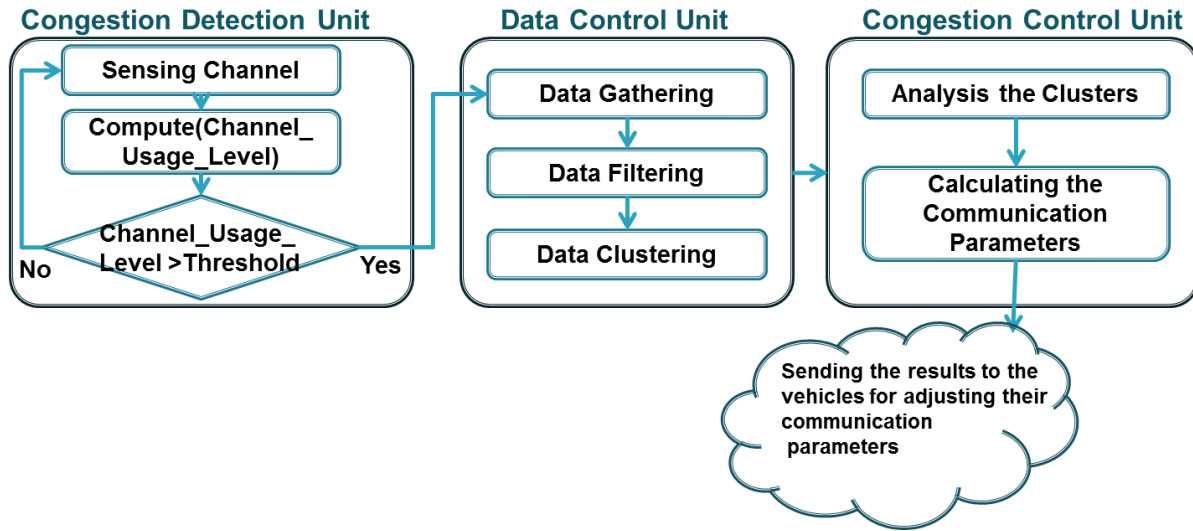 Congestion Detection Unit
Sensing Channel
Compute(Channel_
Usage_Level)
Channel_Usage_
Level >Threshold
No
Yes
Data Control Unit
Data Gathering
Data Filtering
Data Clustering
Congestion Control Unit
Analysis the Clusters
Calculating the
Communication
Parameters
Sending the results to the
vehicles for adjusting their
communication
parameters